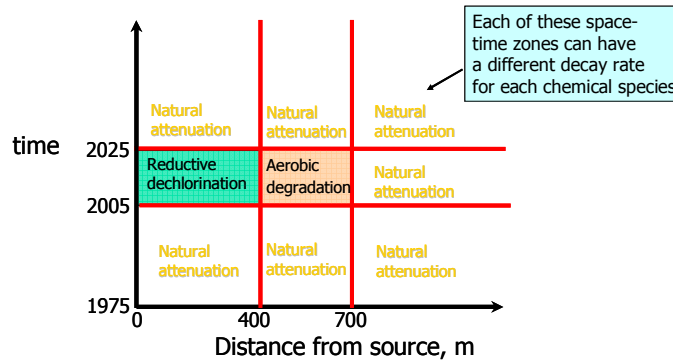 Each of these space-
time zones can have
a different decay rate
for each chemical species
Natural
attenuation
Natural
attenuation
Natural
attenuation
time
2025
Reductive
dechlorination
Aerobic
degradation
Natural
attenuation
2005
Natural
attenuation
Natural
attenuation
Natural
attenuation
1975
0
400
700
Distance from source, m